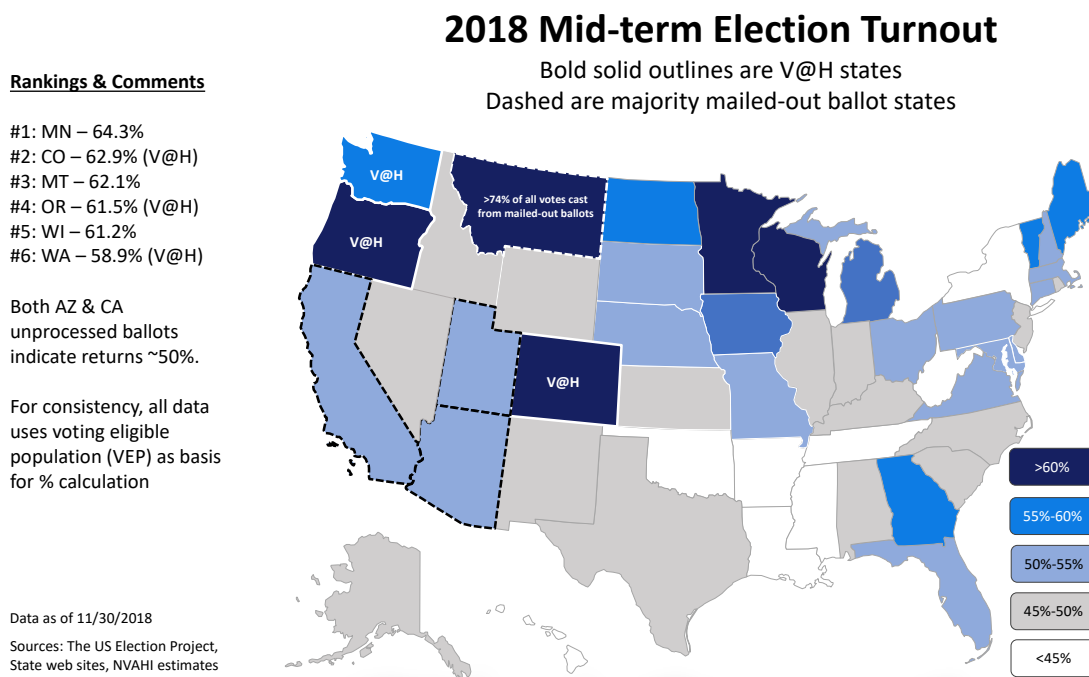 2018 Mid-term Election Turnout
Bold solid outlines are V@H states
Dashed are majority mailed-out ballot states
Rankings & Comments
#1: MN – 64.3%
#2: CO – 62.9% (V@H)
#3: MT – 62.1%
#4: OR – 61.5% (V@H)
#5: WI – 61.2%
#6: WA – 58.9% (V@H)
Both AZ & CA
unprocessed ballots
indicate returns ~50%.
For consistency, all data
uses voting eligible
population (VEP) as basis
for % calculation
Data as of 11/30/2018
Sources: The US Election Project,
State web sites, NVAHI estimates
V@H
>74% of all votes cast
from mailed-out ballots
V@H
V@H
>60%
55%-60%
50%-55%
45%-50%
<45%